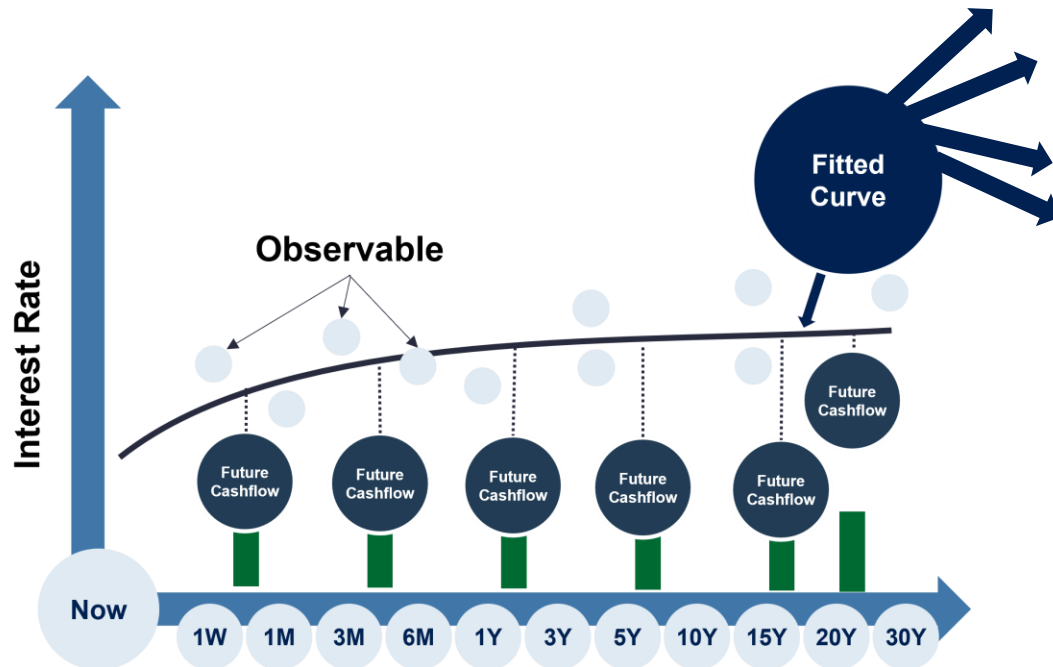 Fitted
Curve
Observable
Interest Rate
Future
Cashflow
Future
Cashflow
Future
Cashflow
Future
Cashflow
Future
Cashflow
Future
Cashflow
Now
1W
1M
3M
6M
1Y
3Y
5Y
10Y
15Y
20Y
30Y